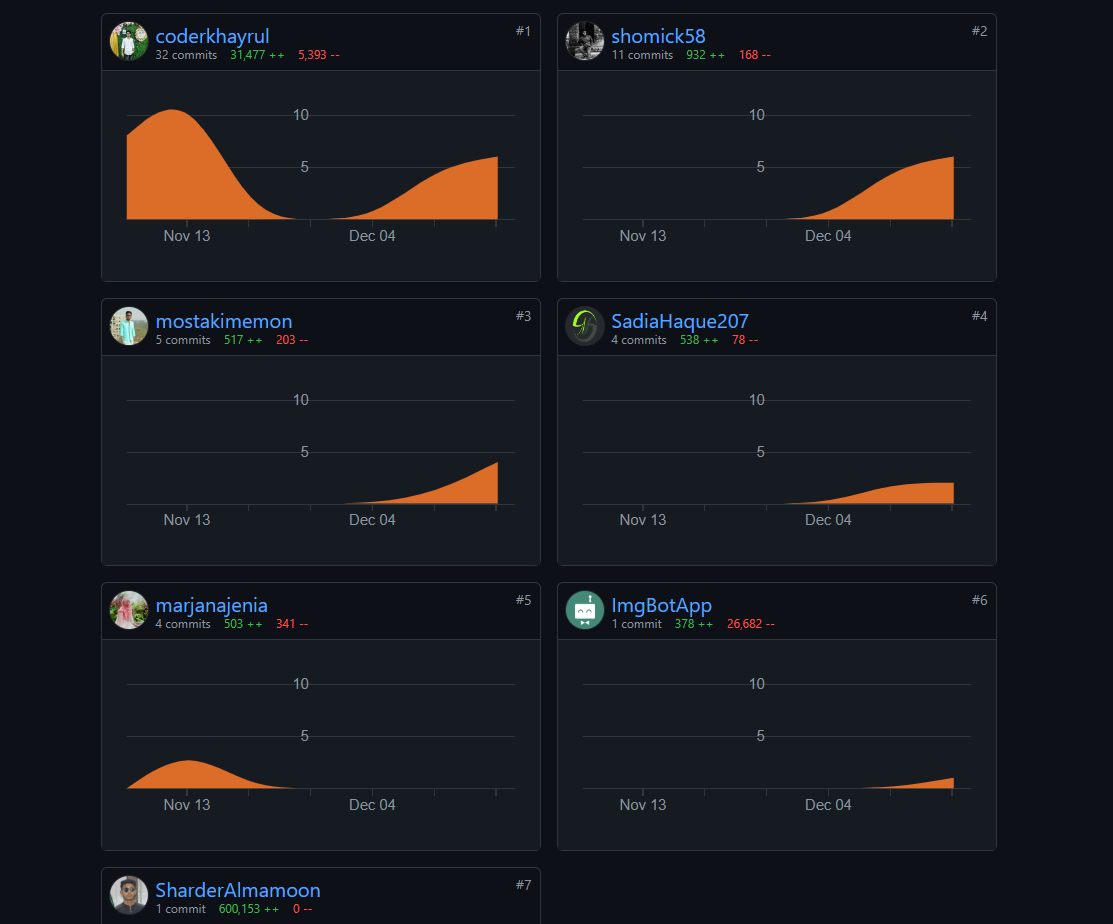 coderkhayrul #1
32 commits 31,477 ++ 5,393 --
10
5
Nov 13 Dec 04
shomick58 #2
11 commits 932 ++ 168 --
10
5
Nov 13 Dec 04
mostakimemon #3
5 commits 517 ++ 203 --
10
5
Nov 13 Dec 04
SadiaHaque207 #4
4 commits 538 ++ 78 --
10
5
Nov 13 Dec 04
marjanajenia #5
4 commits 503 ++ 341 --
10
5
Nov 13 Dec 04
ImgBotApp #6
1 commit 378 ++ 26,682 --
10
5
Nov 13 Dec 04
SharderAlmamoon #7
1 commit 600,153 ++ 0 --